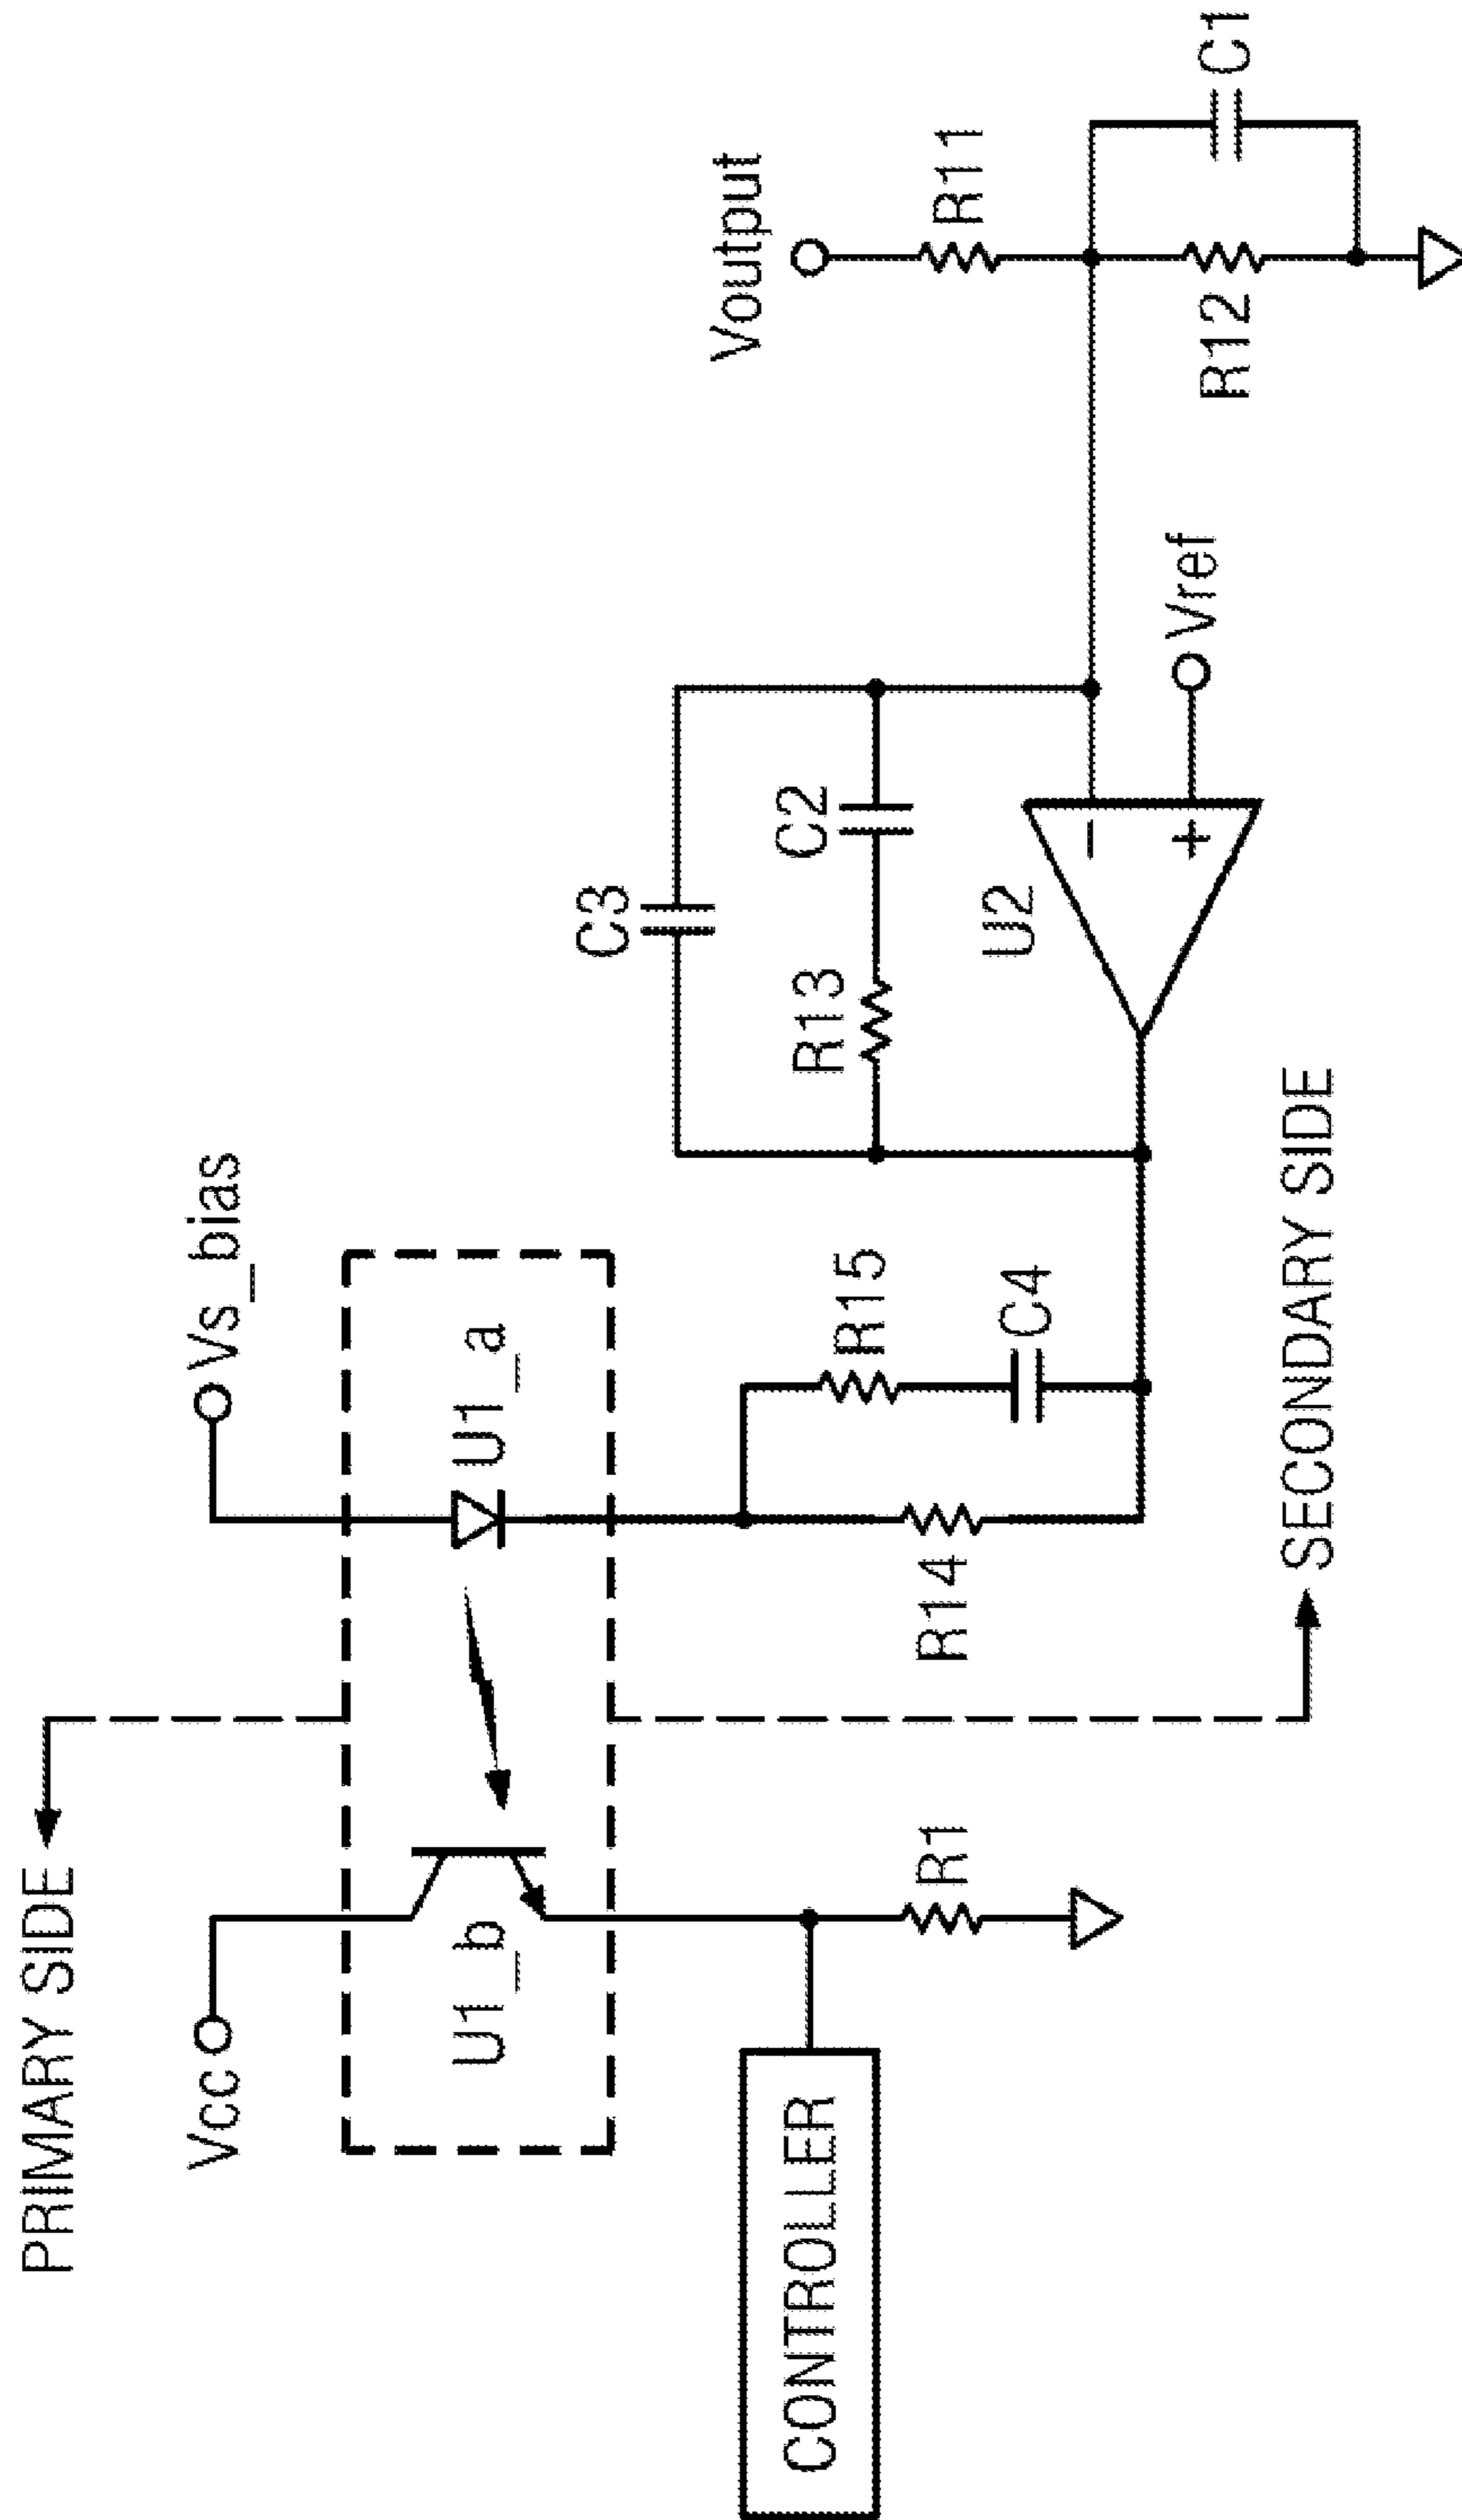 PRIMARY SIDE
Vcc
Vs_bias
U1_b
U1_a
C3
Voutput
CONTROLLER
R13
C2
R15
R1
R14
R11
U2
C4
Vref
R12
C1
SECONDARY SIDE
-
+